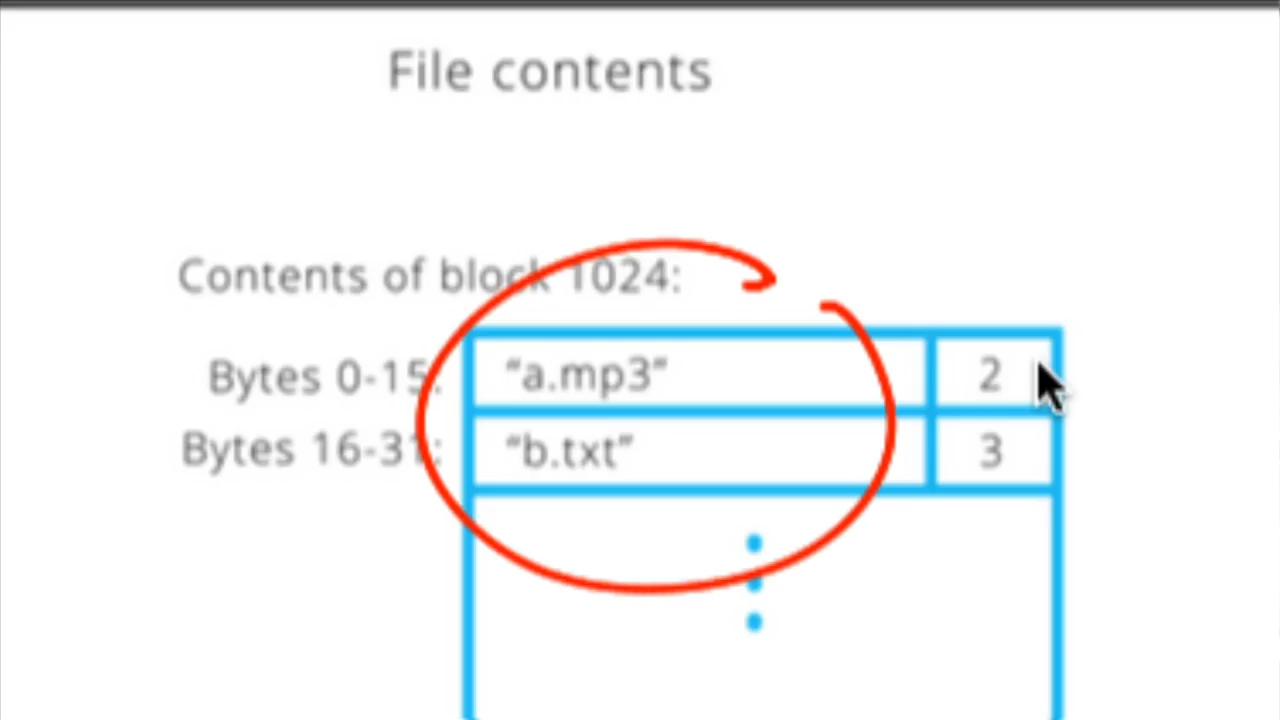 File contents
Contents of block 1024:
Bytes 0-15: “a.mp3“ 2
Bytes 16-31: “b.txt” 3